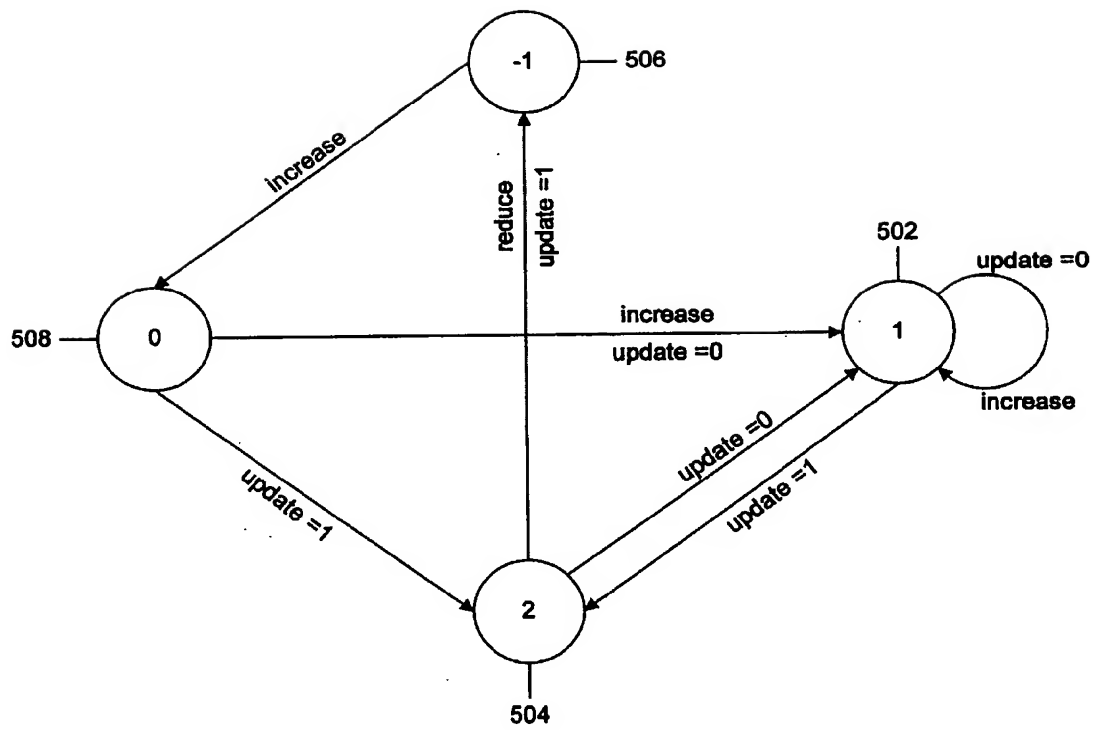 -1
506
increase
reduce
update =1
502
update =0
508
0
increase
update =0
1
increase
update =0
update =1
update =1
2
504